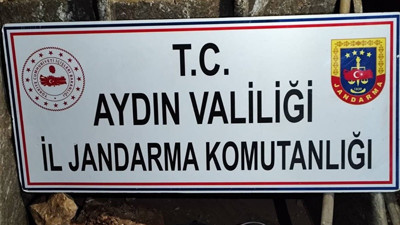 T.C.
AYDIN VALİLİĞİ
İL JANDARMA KOMUTANLIĞI
JANDARMA